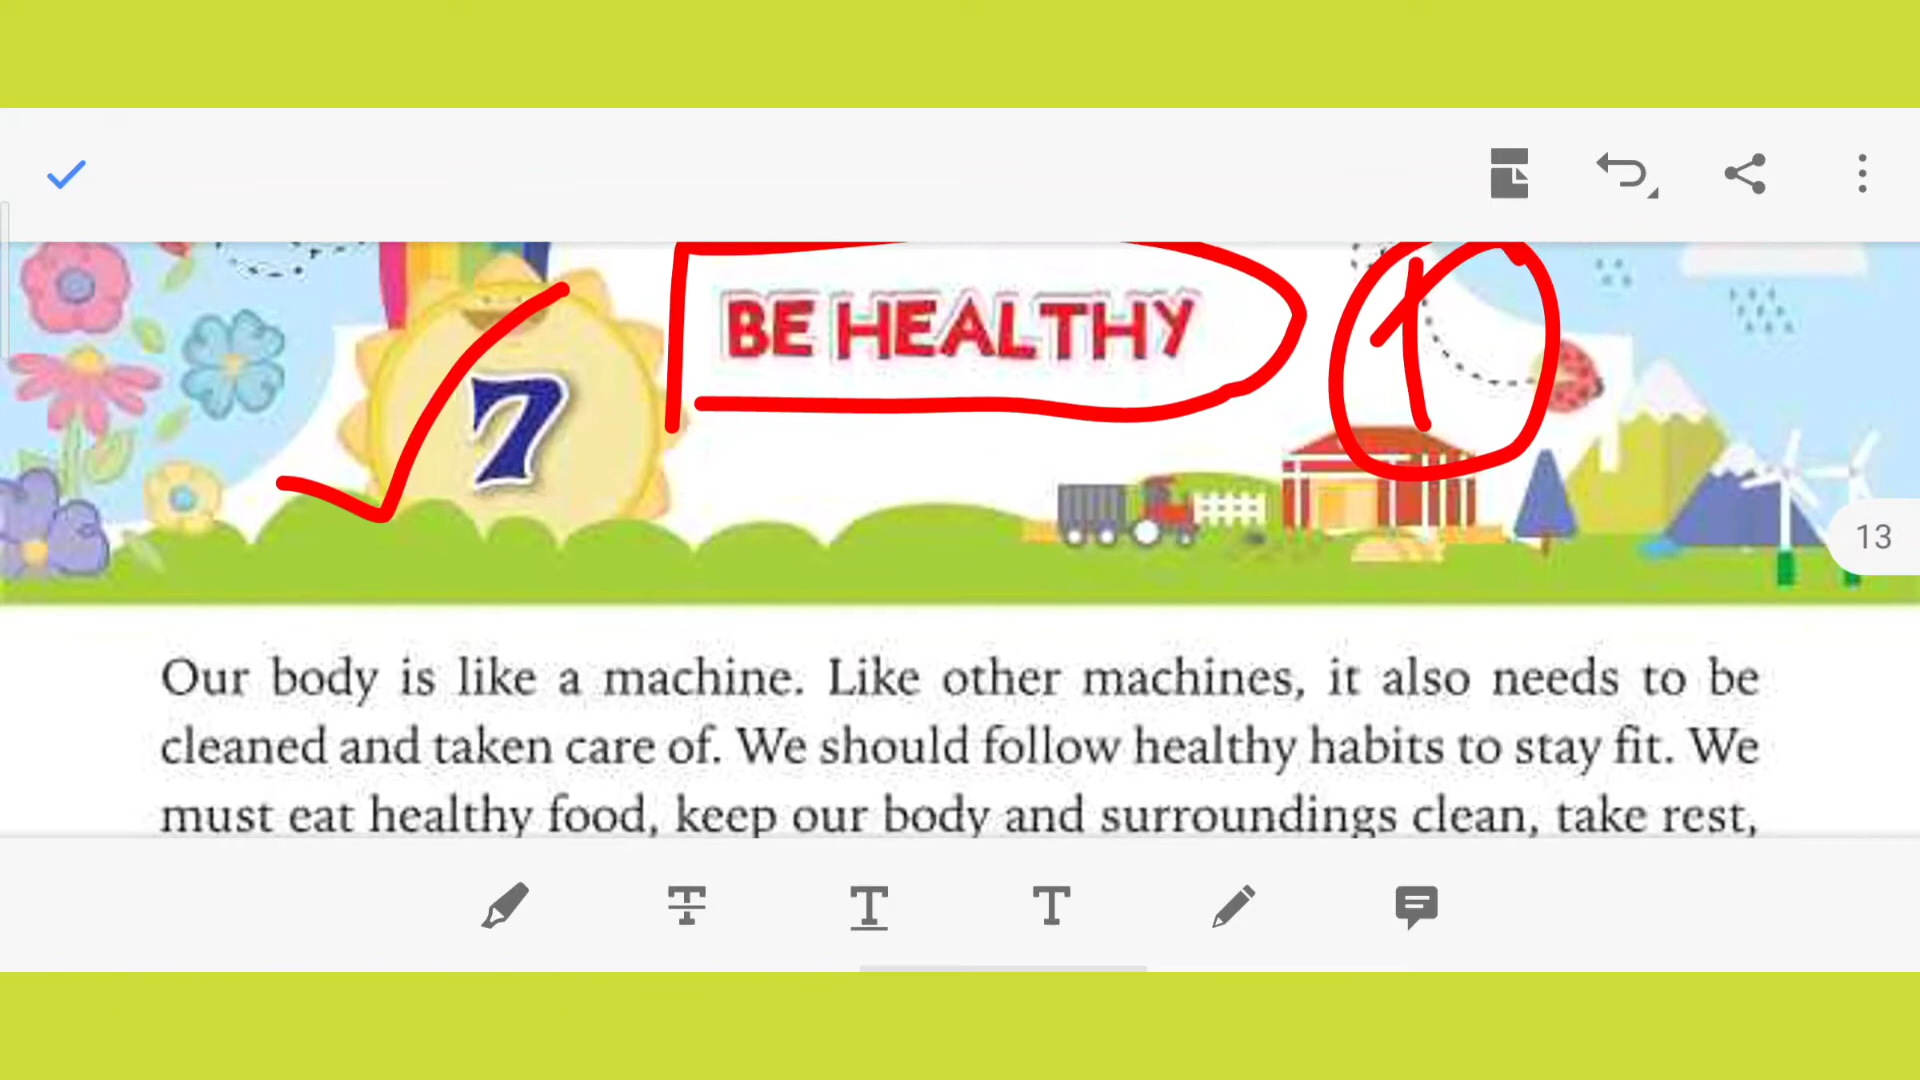 BE HEALTHY
1
7
13
Our body is like a machine. Like other machines, it also needs to be
cleaned and taken care of. We should follow healthy habits to stay fit. We
must eat healthy food, keep our body and surroundings clean, take rest,